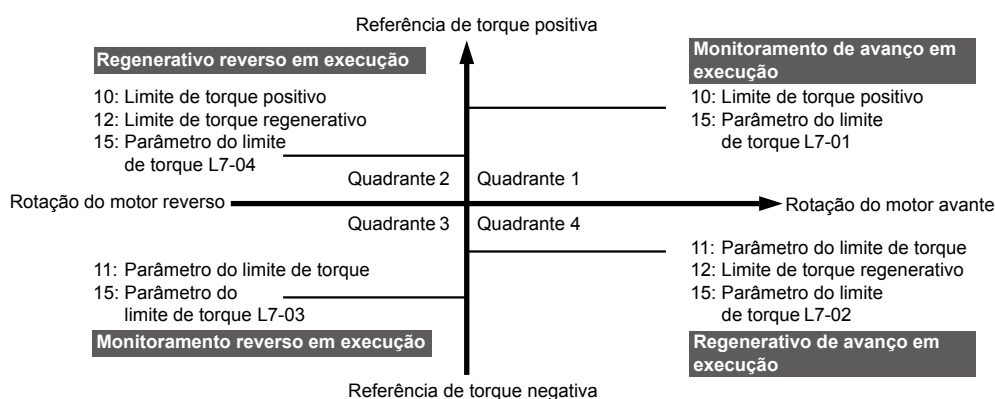 Referência de torque positiva
Regenerativo reverso em execução
10: Limite de torque positivo
12: Limite de torque regenerativo
15: Parâmetro do limite
de torque L7-04
Monitoramento de avanço em
execução
10: Limite de torque positivo
15: Parâmetro do limite
de torque L7-01
Quadrante 2
Quadrante 1
Rotação do motor reverso
Rotação do motor avante
Quadrante 3
Quadrante 4
11: Parâmetro do limite de torque
15: Parâmetro do
limite de torque L7-03
Monitoramento reverso em execução
11: Parâmetro do limite de torque
12: Limite de torque regenerativo
15: Parâmetro do limite
de torque L7-02
Regenerativo de avanço em
execução
Referência de torque negativa